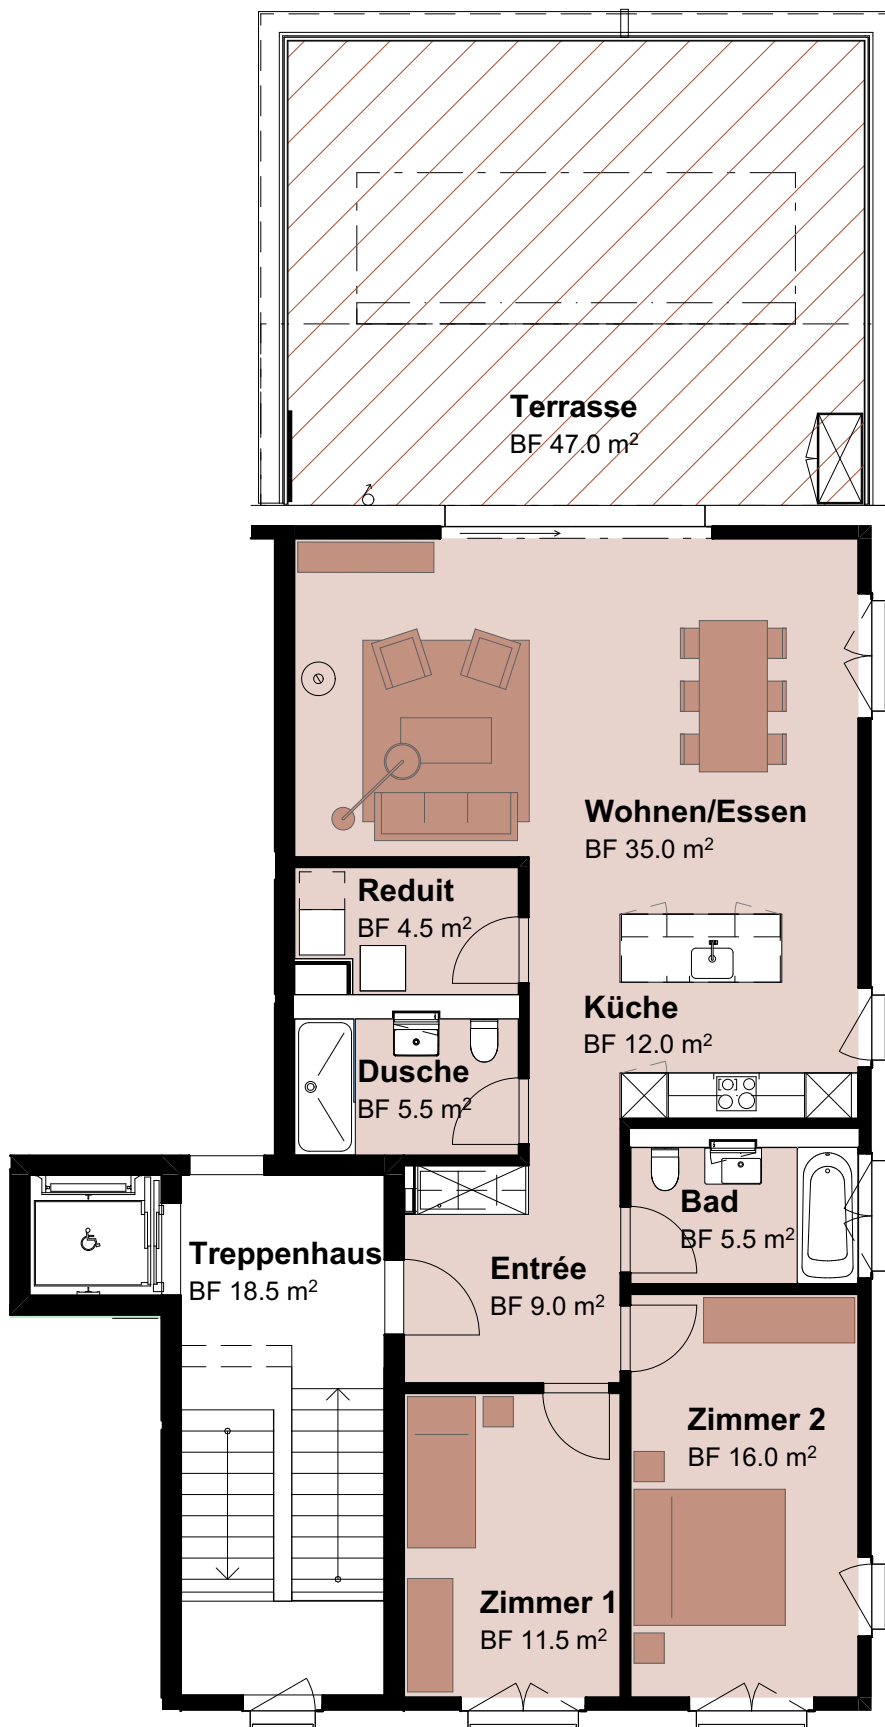 Terrasse
BF 47.0 m²
Wohnen/Essen
BF 35.0 m²
Reduit
BF 4.5 m²
Küche
BF 12.0 m²
Dusche
BF 5.5 m²
Bad
BF 5.5 m²
Treppenhaus
BF 18.5 m²
Entrée
BF 9.0 m²
Zimmer 2
BF 16.0 m²
Zimmer 1
BF 11.5 m²